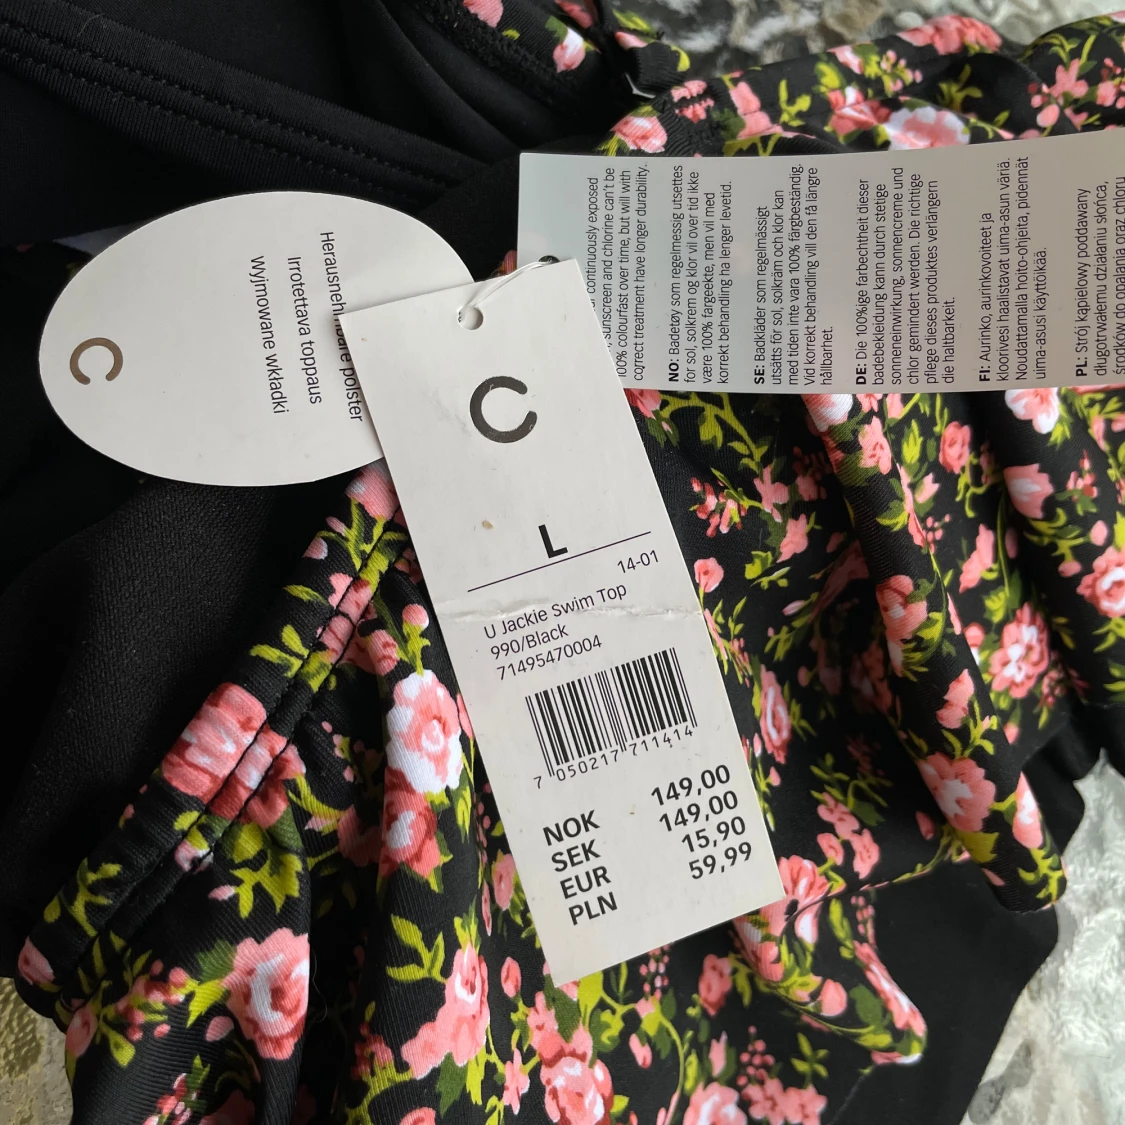 C
Herausnehmbare polster
Irrotettava toppaus
Wyjmowane wkładki
continuously exposed
sunscreen and chlorine can't be
100% colourfast over time, but will with
correct treatment have longer durability.
NO: Badetøy som regelmessig utsettes
for sol, solkrem og klor vil over tid ikke
være 100% fargeekte, men vil med
korrekt behandling ha lenger levetid.
SE: Badkläder som regelmässigt
utsätts för sol, solkräm och klor kan
med tiden inte vara 100% färgbeständig.
Vid korrekt behandling vill den få längre
hållbarhet.
DE: Die 100%ige farbechtheit dieser
badebekleidung kann durch stetige
sonneneinwirkung, sonnencreme und
chlor gemindert werden. Die richtige
pflege dieses produktes verlängern
die haltbarkeit.
FI: Aurinko, aurinkovoiteet ja
kloorivesi haalistavat uima-asun väriä.
Noudattamalla hoito-ohjeita, pidennät
uima-asusi käyttöikää.
PL: Strój kąpielowy poddawany
długotrwałemu działaniu słońca,
środków do opalania oraz chloru
C
L
14-01
U Jackie Swim Top
990/Black
71495470004
7 050217 711414
NOK 149,00
SEK 149,00
EUR 15,90
PLN 59,99